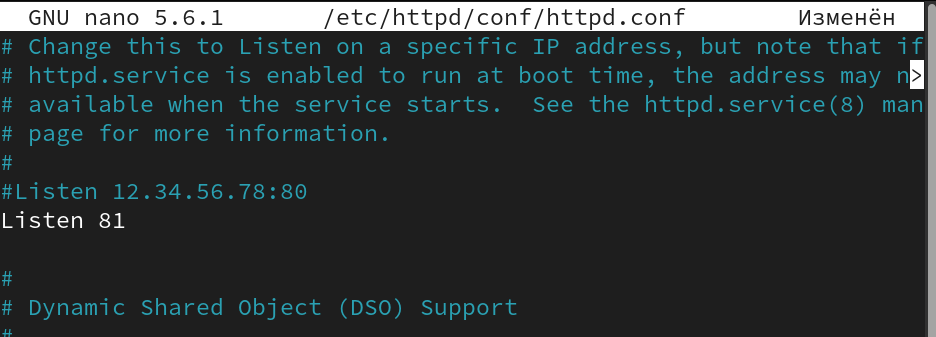 GNU nano 5.6.1 /etc/httpd/conf/httpd.conf Изменён
# Change this to Listen on a specific IP address, but note that if
# httpd.service is enabled to run at boot time, the address may n>
# available when the service starts.  See the httpd.service(8) man
# page for more information.
#
#Listen 12.34.56.78:80
Listen 81
#
# Dynamic Shared Object (DSO) Support
#